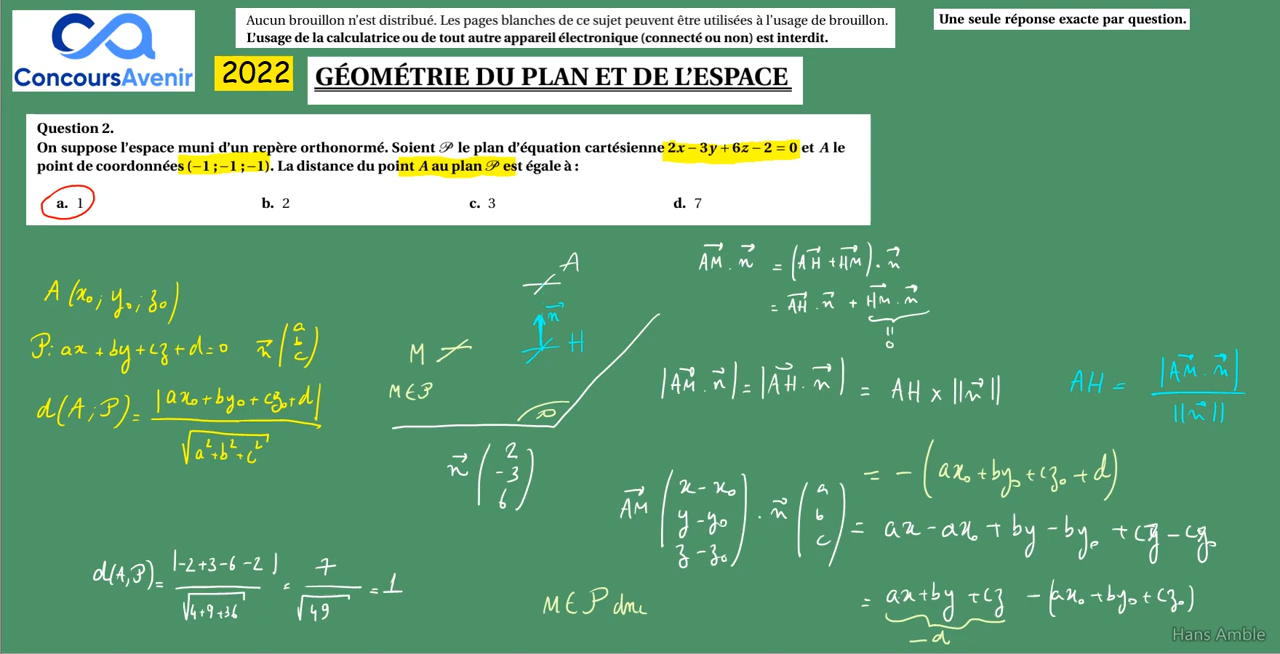 Aucun brouillon n'est distribué. Les pages blanches de ce sujet peuvent être utilisées à l'usage de brouillon.
L'usage de la calculatrice ou de tout autre appareil électronique (connecté ou non) est interdit.
Une seule réponse exacte par question.
ConcoursAvenir
2022
GÉOMÉTRIE DU PLAN ET DE L'ESPACE
Question 2.
On suppose l'espace muni d'un repère orthonormé. Soient 𝒫 le plan d'équation cartésienne 2x − 3y + 6z − 2 = 0 et A le
point de coordonnées (−1 ; −1 ; −1). La distance du point A au plan 𝒫 est égale à :
a. 1 b. 2 c. 3 d. 7
A (x₀ ; y₀ ; z₀)
P: ax + by + cz + d = 0 n⃗ (a b c)
d(A ; P) = |ax₀ + by₀ + cz₀ + d| / √(a² + b² + c²)
A
n⃗
H
M
M ∈ P
P
n⃗ (2 -3 6)
d(A, P) = |-2 + 3 - 6 - 2| / √(4 + 9 + 36) = 7 / √49 = 1
AM⃗ . n⃗ = (AH⃗ + HM⃗) . n⃗
= AH⃗ . n⃗ + HM⃗ . n⃗
= 0
|AM⃗ . n⃗| = |AH⃗ . n⃗| = AH × ||n⃗||
AH = |AM⃗ . n⃗| / ||n⃗||
= - (ax₀ + by₀ + cz₀ + d)
AM⃗ (x - x₀ y - y₀ z - z₀) . n⃗ (a b c) = ax - ax₀ + by - by₀ + cz - cz₀
M ∈ P donc
= ax + by + cz - (ax₀ + by₀ + cz₀)
-d
Hans Amble